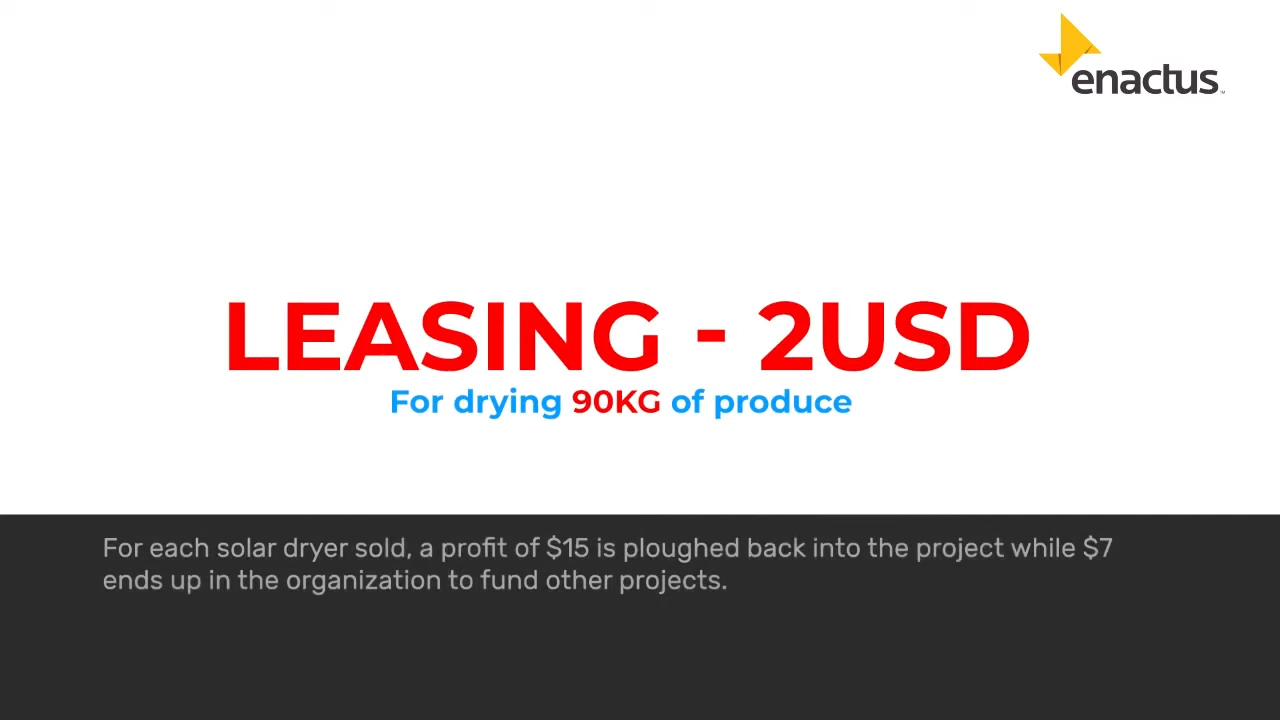 enactus
LEASING - 2USD
For drying 90KG of produce
For each solar dryer sold, a profit of $15 is ploughed back into the project while $7
ends up in the organization to fund other projects.